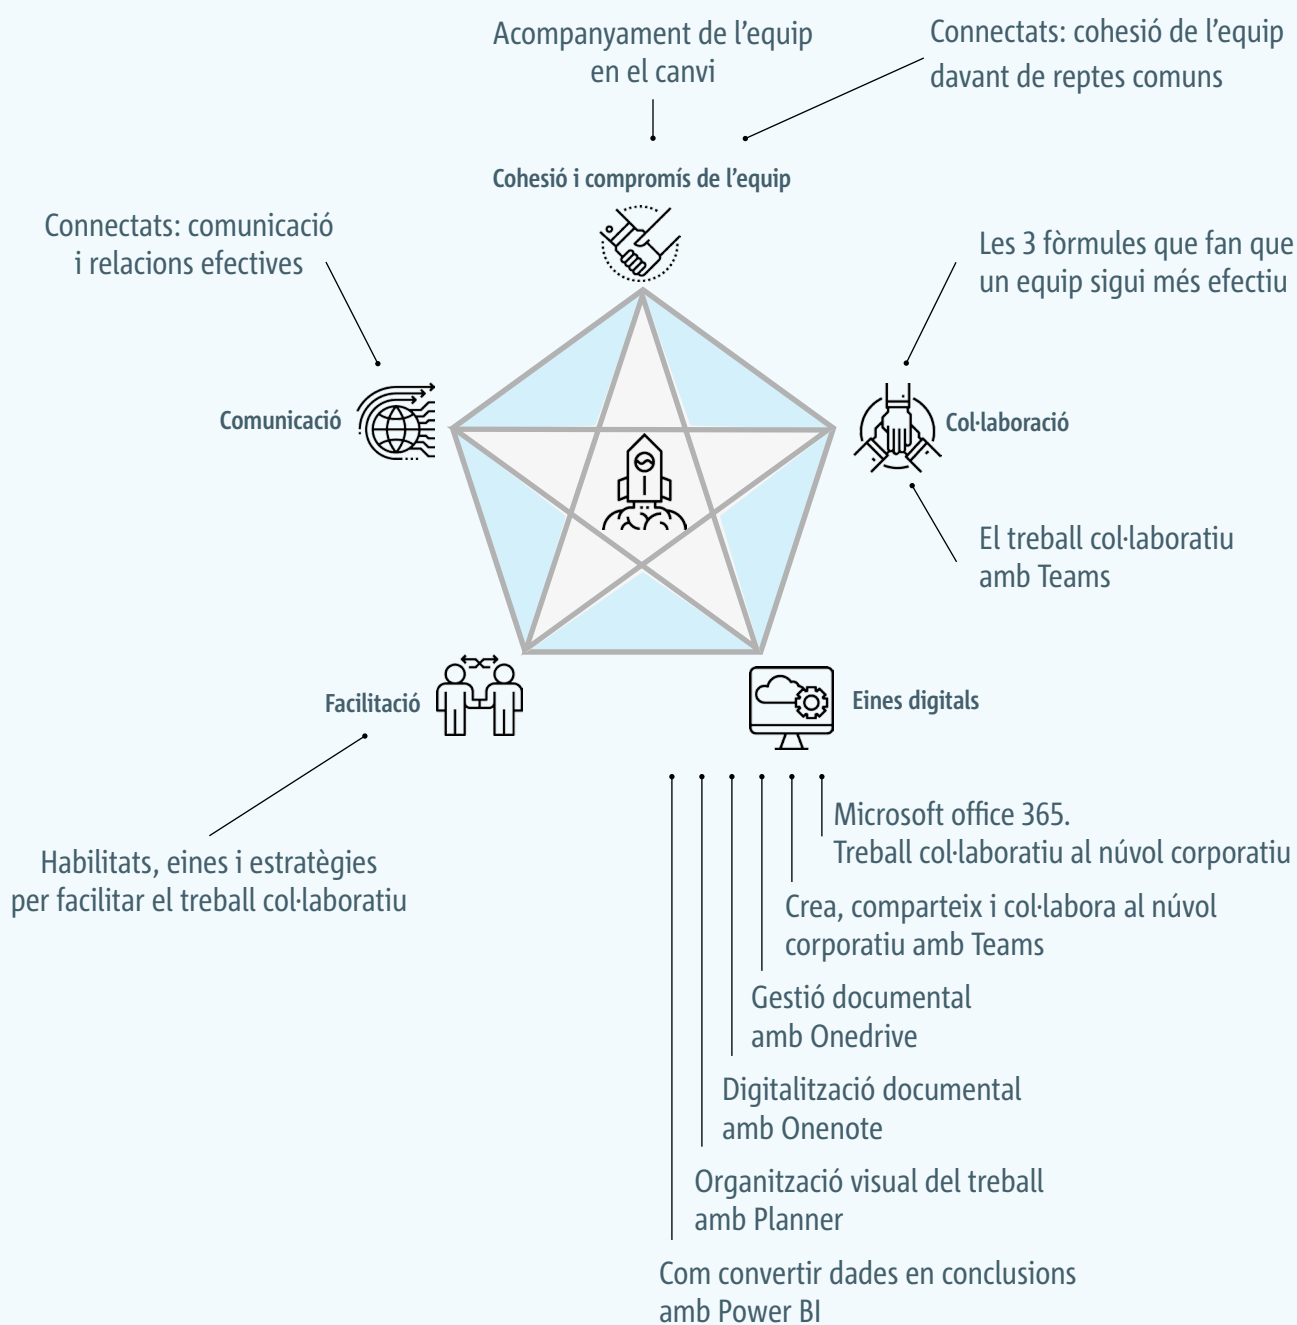 Acompanyament de l’equip
en el canvi
Connectats: cohesió de l’equip
davant de reptes comuns
Cohesió i compromís de l’equip
Connectats: comunicació
i relacions efectives
Les 3 fòrmules que fan que
un equip sigui més efectiu
Comunicació
Col·laboració
El treball col·laboratiu
amb Teams
Facilitació
Eines digitals
Habilitats, eines i estratègies
per facilitar el treball col·laboratiu
Microsoft office 365.
Treball col·laboratiu al núvol corporatiu
Crea, comparteix i col·labora al núvol
corporatiu amb Teams
Gestió documental
amb Onedrive
Digitalització documental
amb Onenote
Organització visual del treball
amb Planner
Com convertir dades en conclusions
amb Power BI